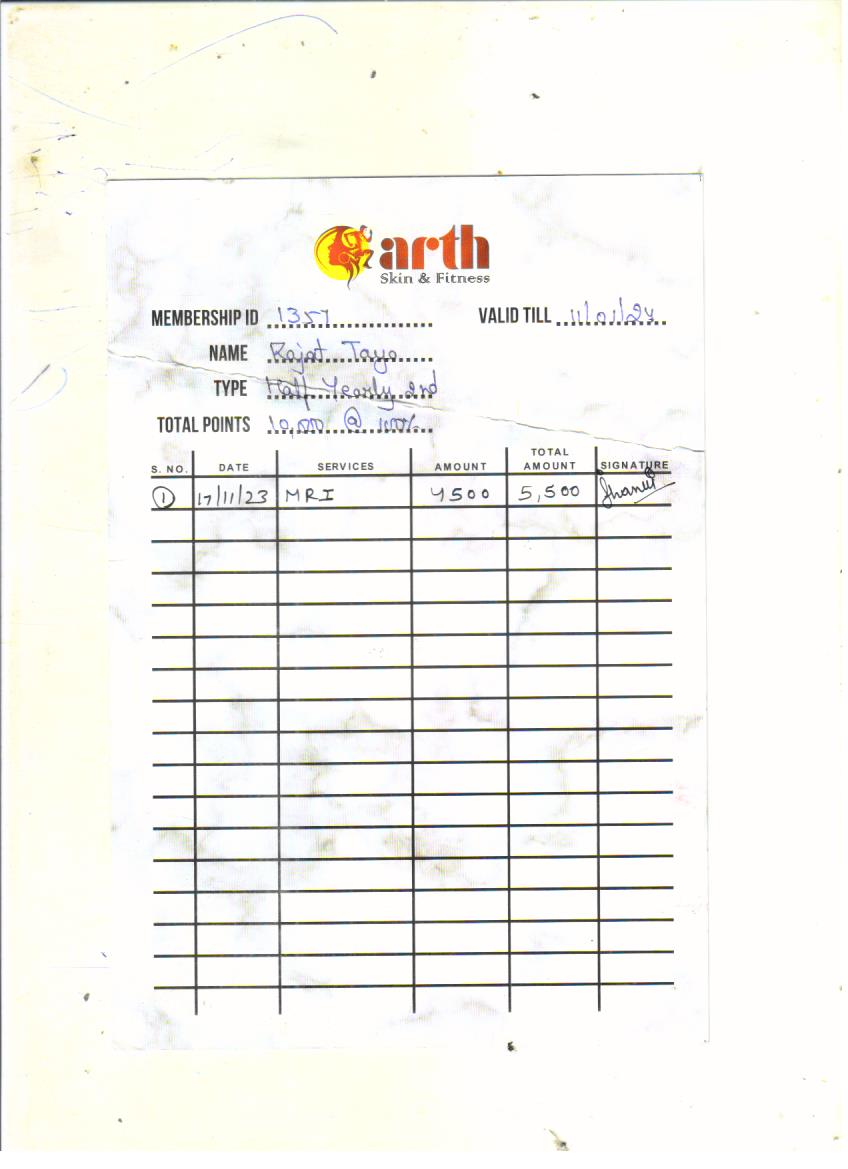 arth
Skin & Fitness
MEMBERSHIP ID 1357 VALID TILL 11/01/24
NAME Rajat Taya
TYPE Half Yearly 2nd
TOTAL POINTS 10,000 @ 100%
S. NO. DATE SERVICES AMOUNT TOTAL AMOUNT SIGNATURE
1 17/11/23 MRI 4500 5,500